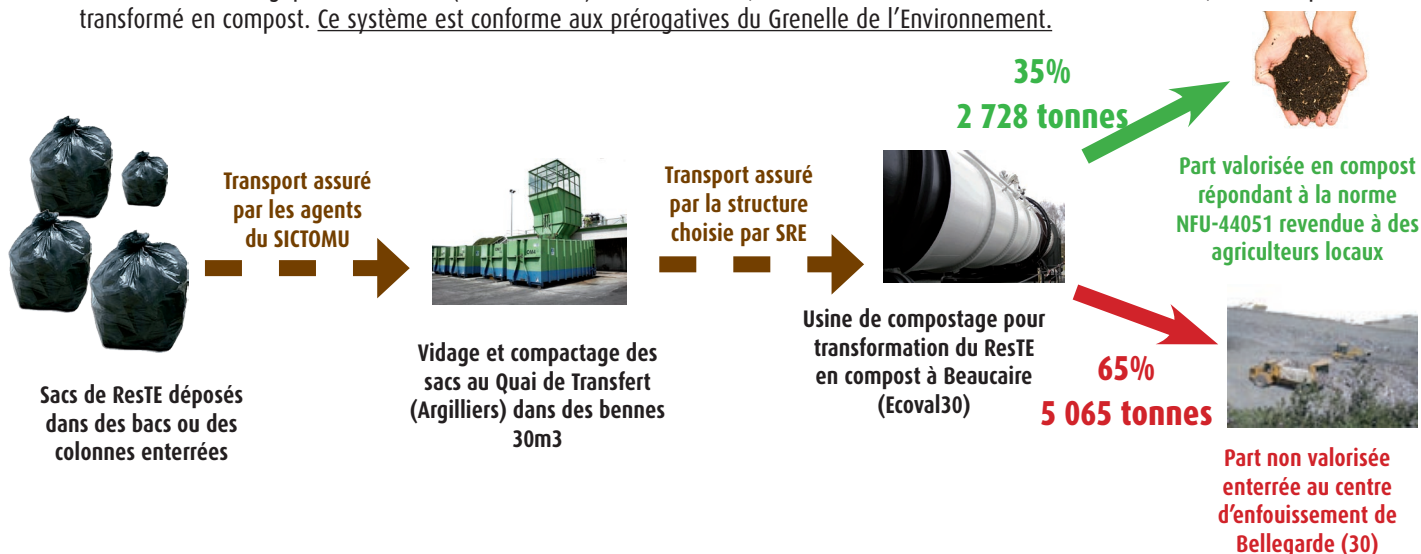 transformé en compost. Ce système est conforme aux prérogatives du Grenelle de l'Environnement.
35%
2 728 tonnes
Transport assuré
par les agents
du SICTOMU
Transport assuré
par la structure
choisie par SRE
Part valorisée en compost
répondant à la norme
NFU-44051 revendue à des
agriculteurs locaux
Sacs de ResTE déposés
dans des bacs ou des
colonnes enterrées
Vidage et compactage des
sacs au Quai de Transfert
(Argilliers) dans des bennes
30m3
Usine de compostage pour
transformation du ResTE
en compost à Beaucaire
(Ecoval30)
65%
5 065 tonnes
Part non valorisée
enterrée au centre
d'enfouissement de
Bellegarde (30)